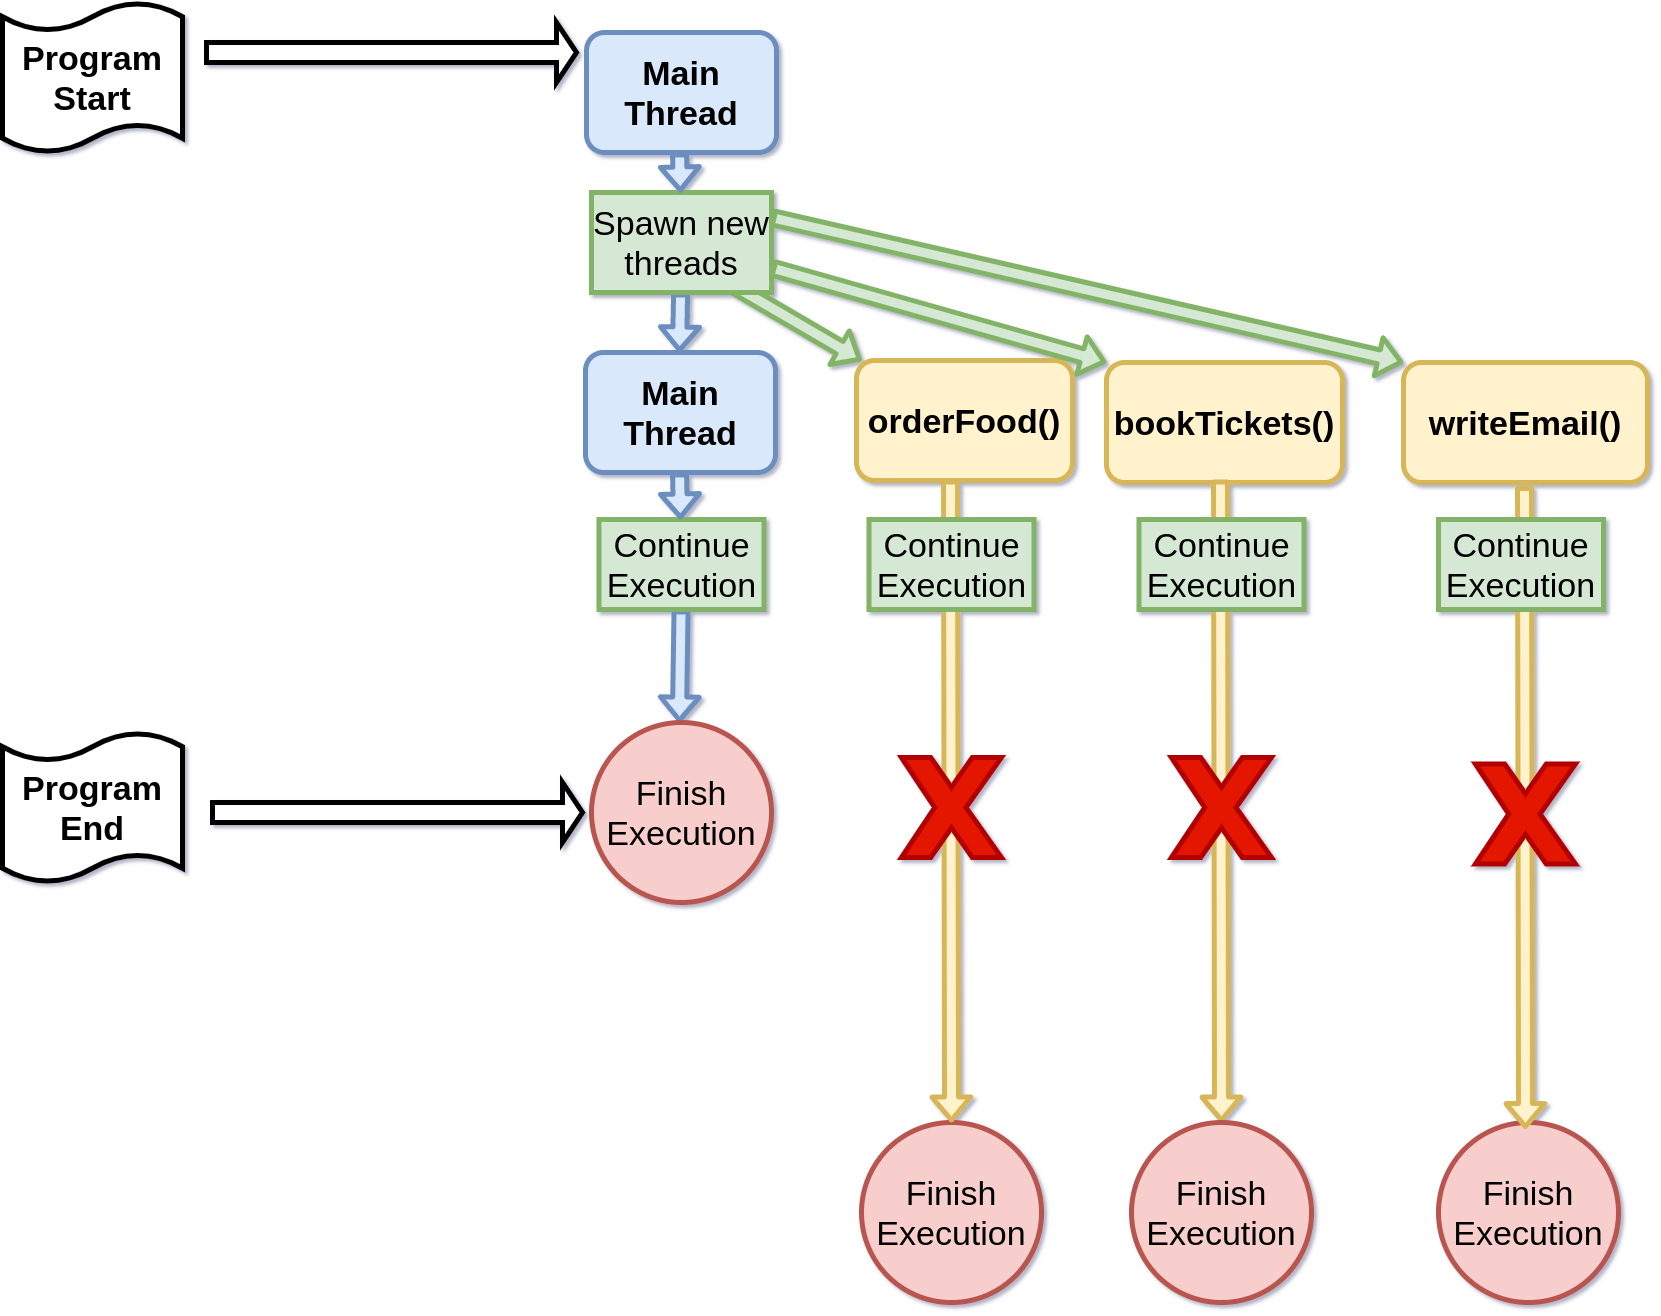 Program
Start
Main
Thread
Spawn new
threads
Main
Thread
orderFood()
bookTickets()
writeEmail()
Continue
Execution
Continue
Execution
Continue
Execution
Continue
Execution
Program
End
Finish
Execution
X
X
X
Finish
Execution
Finish
Execution
Finish
Execution